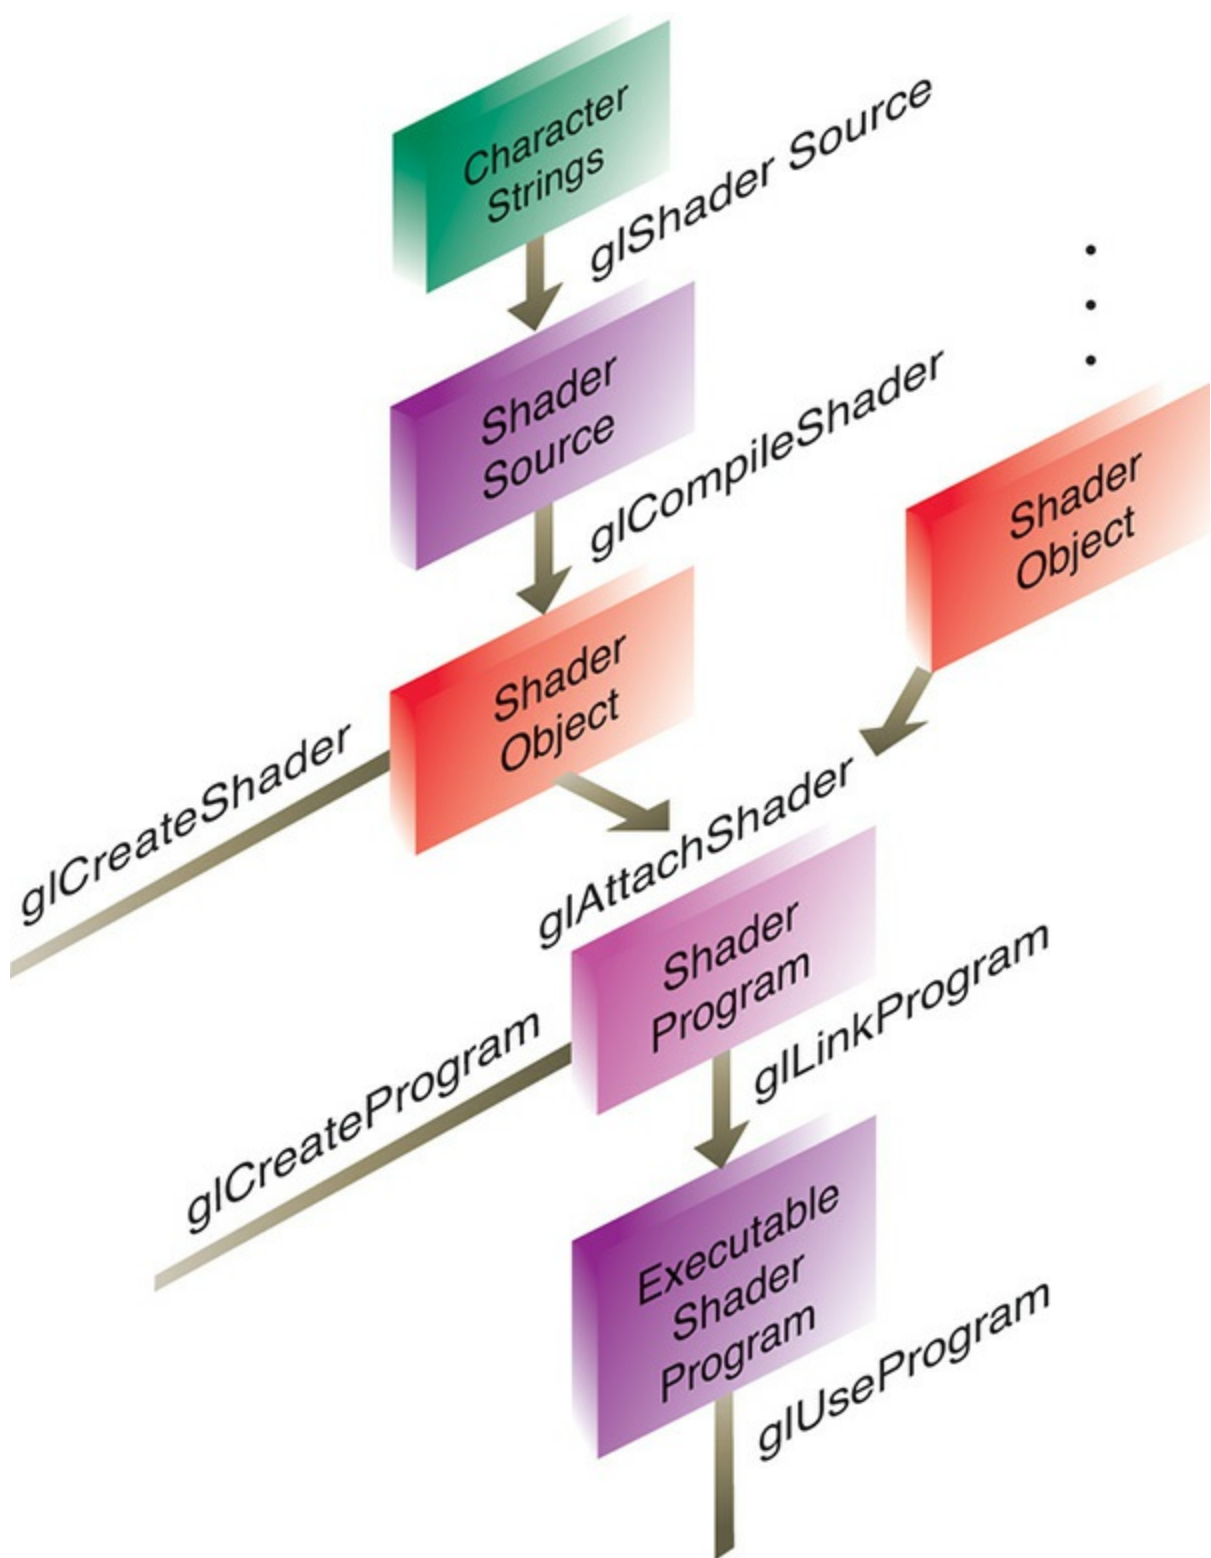 Character
Strings
glShader Source
Shader
Source
glCompileShader
Shader
Object
Shader
Object
glCreateShader
glAttachShader
Shader
Program
glCreateProgram
glLinkProgram
Executable
Shader
Program
glUseProgram